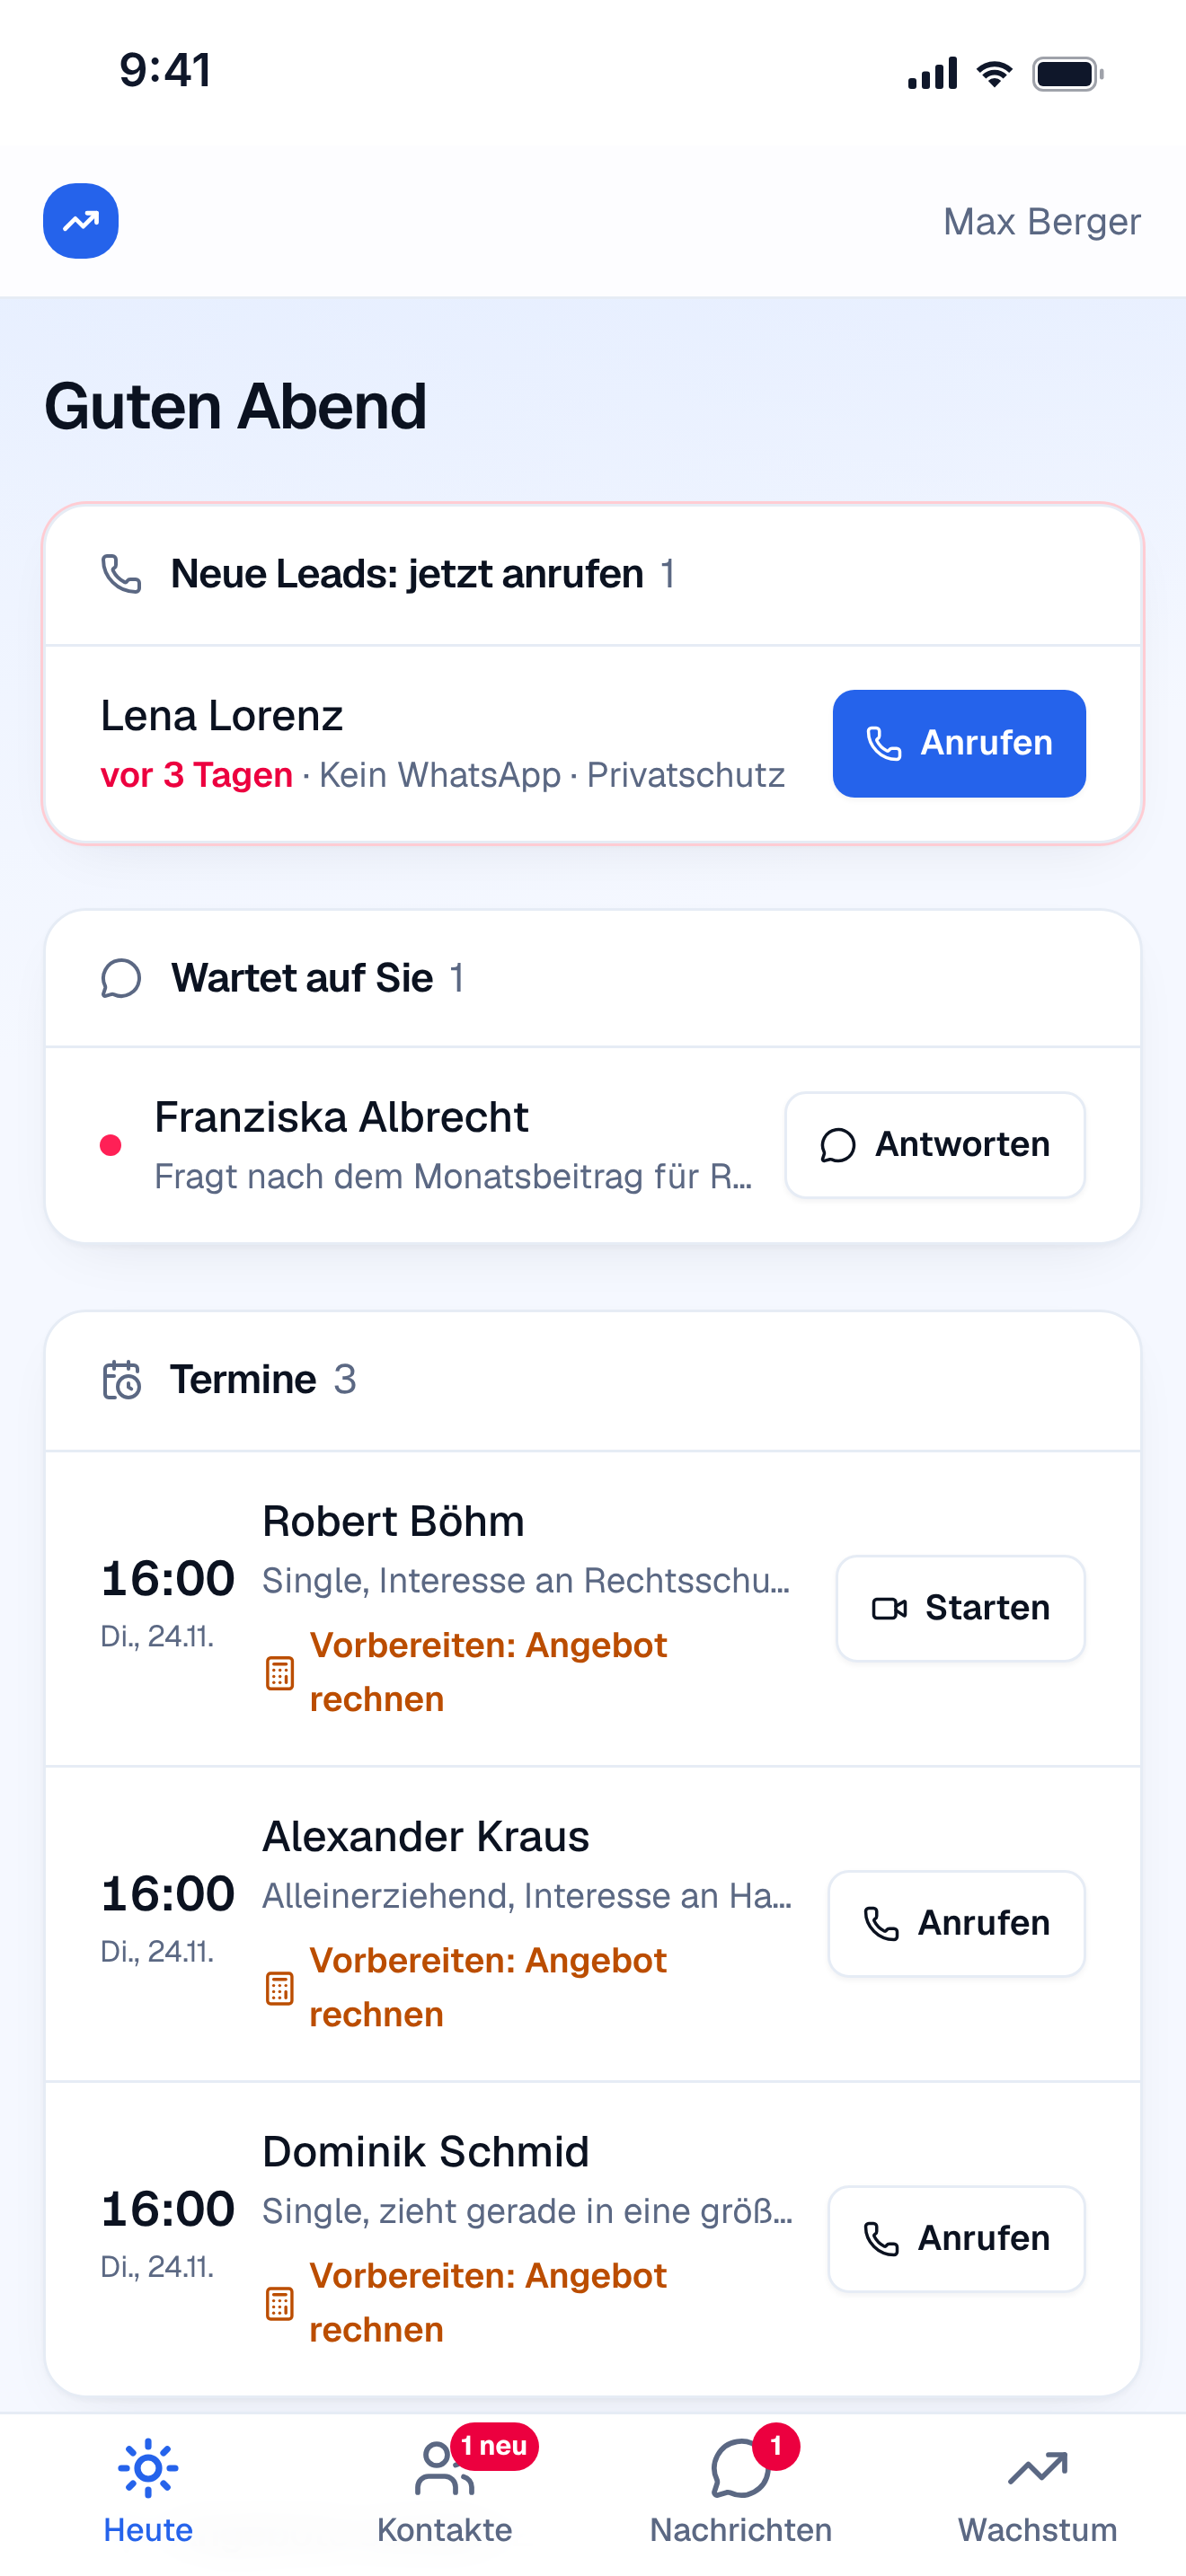 9:41
Max Berger
Guten Abend
Neue Leads: jetzt anrufen 1
Lena Lorenz
vor 3 Tagen · Kein WhatsApp · Privatschutz
Anrufen
Wartet auf Sie 1
Franziska Albrecht
Fragt nach dem Monatsbeitrag für R...
Antworten
Termine 3
16:00
Di., 24.11.
Robert Böhm
Single, Interesse an Rechtsschu...
Vorbereiten: Angebot
rechnen
Starten
16:00
Di., 24.11.
Alexander Kraus
Alleinerziehend, Interesse an Ha...
Vorbereiten: Angebot
rechnen
Anrufen
16:00
Di., 24.11.
Dominik Schmid
Single, zieht gerade in eine größ...
Vorbereiten: Angebot
rechnen
Anrufen
Heute
1 neu
Kontakte
1
Nachrichten
Wachstum